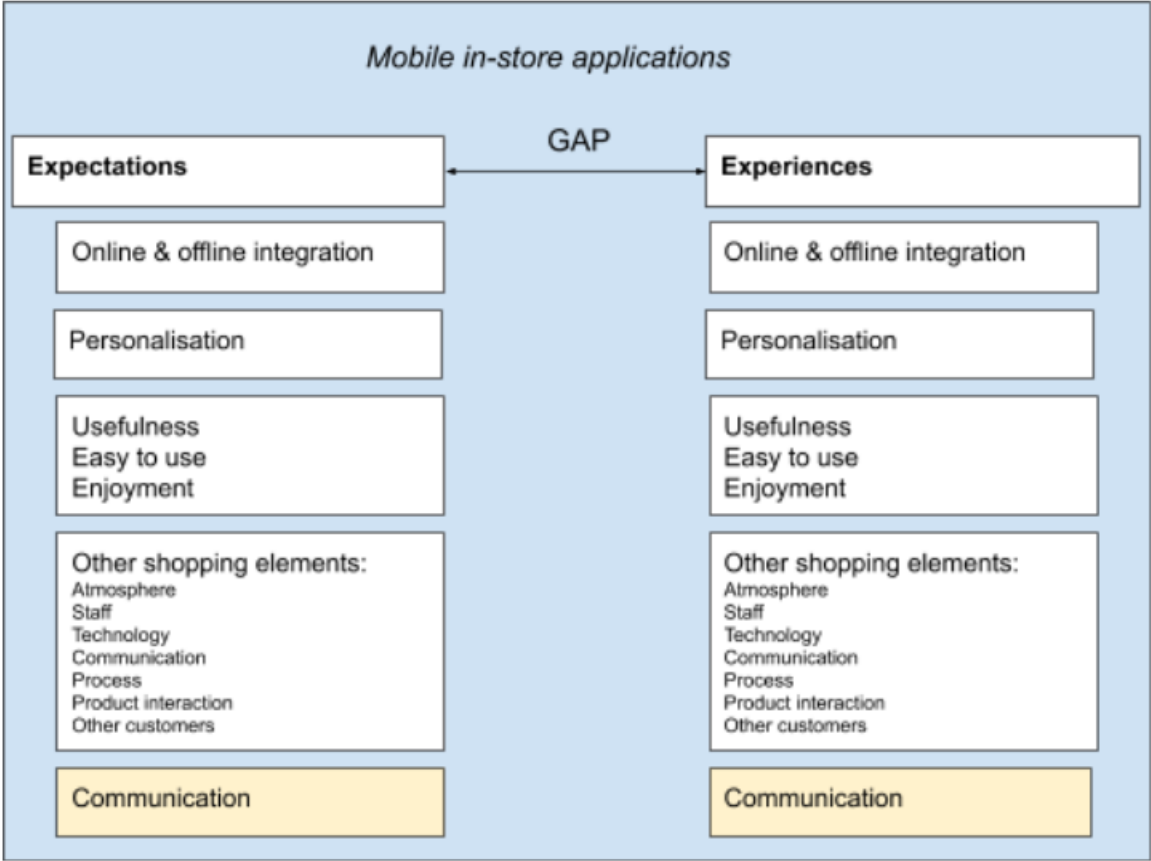 Mobile in-store applications
GAP
Expectations
Online & offline integration
Personalisation
Usefulness
Easy to use
Enjoyment
Other shopping elements:
Atmosphere
Staff
Technology
Communication
Process
Product interaction
Other customers
Communication
Experiences
Online & offline integration
Personalisation
Usefulness
Easy to use
Enjoyment
Other shopping elements:
Atmosphere
Staff
Technology
Communication
Process
Product interaction
Other customers
Communication